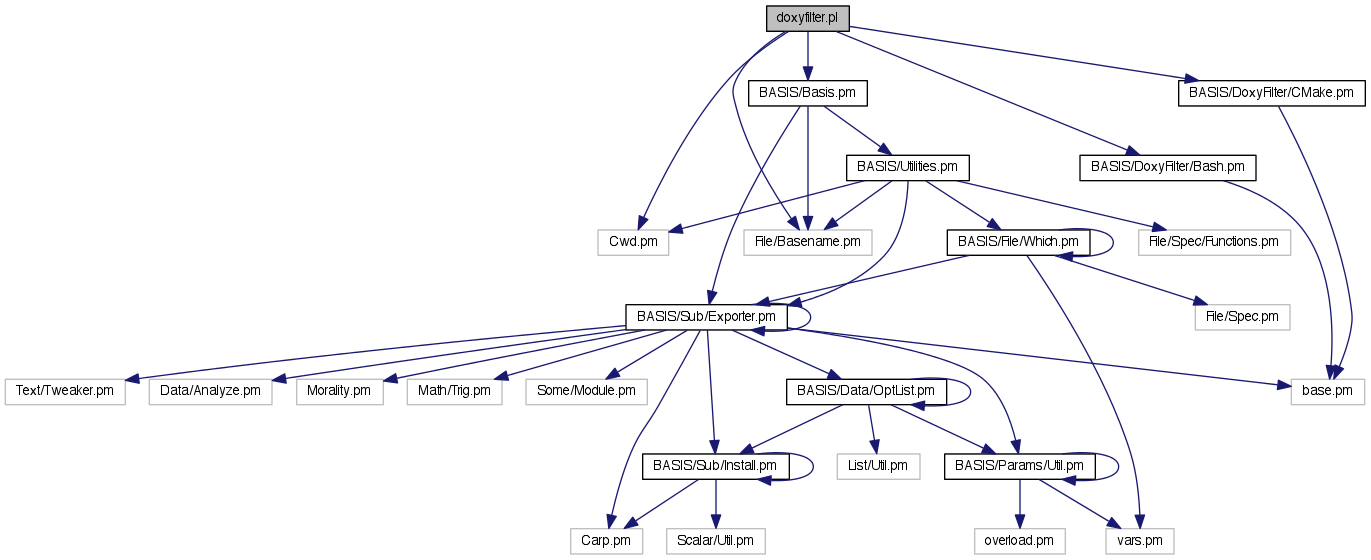 doxyfilter.pl
BASIS/Basis.pm
BASIS/DoxyFilter/CMake.pm
BASIS/Utilities.pm
BASIS/DoxyFilter/Bash.pm
Cwd.pm
File/Basename.pm
BASIS/File/Which.pm
File/Spec/Functions.pm
BASIS/Sub/Exporter.pm
File/Spec.pm
Text/Tweaker.pm
Data/Analyze.pm
Morality.pm
Math/Trig.pm
Some/Module.pm
BASIS/Data/OptList.pm
base.pm
BASIS/Sub/Install.pm
List/Util.pm
BASIS/Params/Util.pm
Carp.pm
Scalar/Util.pm
overload.pm
vars.pm